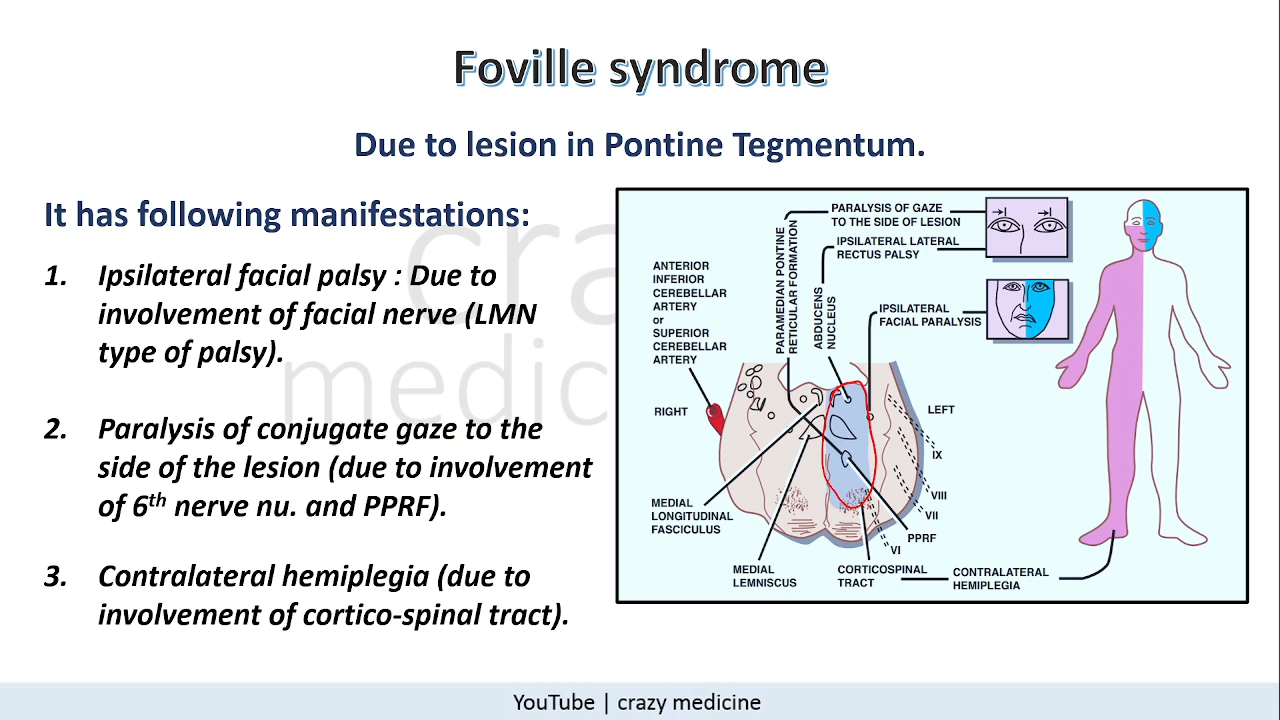 Foville syndrome
Due to lesion in Pontine Tegmentum.
It has following manifestations:
1. Ipsilateral facial palsy : Due to
involvement of facial nerve (LMN
type of palsy).
2. Paralysis of conjugate gaze to the
side of the lesion (due to involvement
of 6th nerve nu. and PPRF).
3. Contralateral hemiplegia (due to
involvement of cortico-spinal tract).
PARALYSIS OF GAZE
TO THE SIDE OF LESION
IPSILATERAL LATERAL
RECTUS PALSY
PARAMEDIAN PONTINE
RETICULAR FORMATION
ABDUCENS
NUCLEUS
ANTERIOR
INFERIOR
CEREBELLAR
ARTERY
or
SUPERIOR
CEREBELLAR
ARTERY
IPSILATERAL
FACIAL PARALYSIS
RIGHT
LEFT
IX
VIII
VII
VI
MEDIAL
LONGITUDINAL
FASCICULUS
PPRF
MEDIAL
LEMNISCUS
CORTICOSPINAL
TRACT
CONTRALATERAL
HEMIPLEGIA
YouTube | crazy medicine